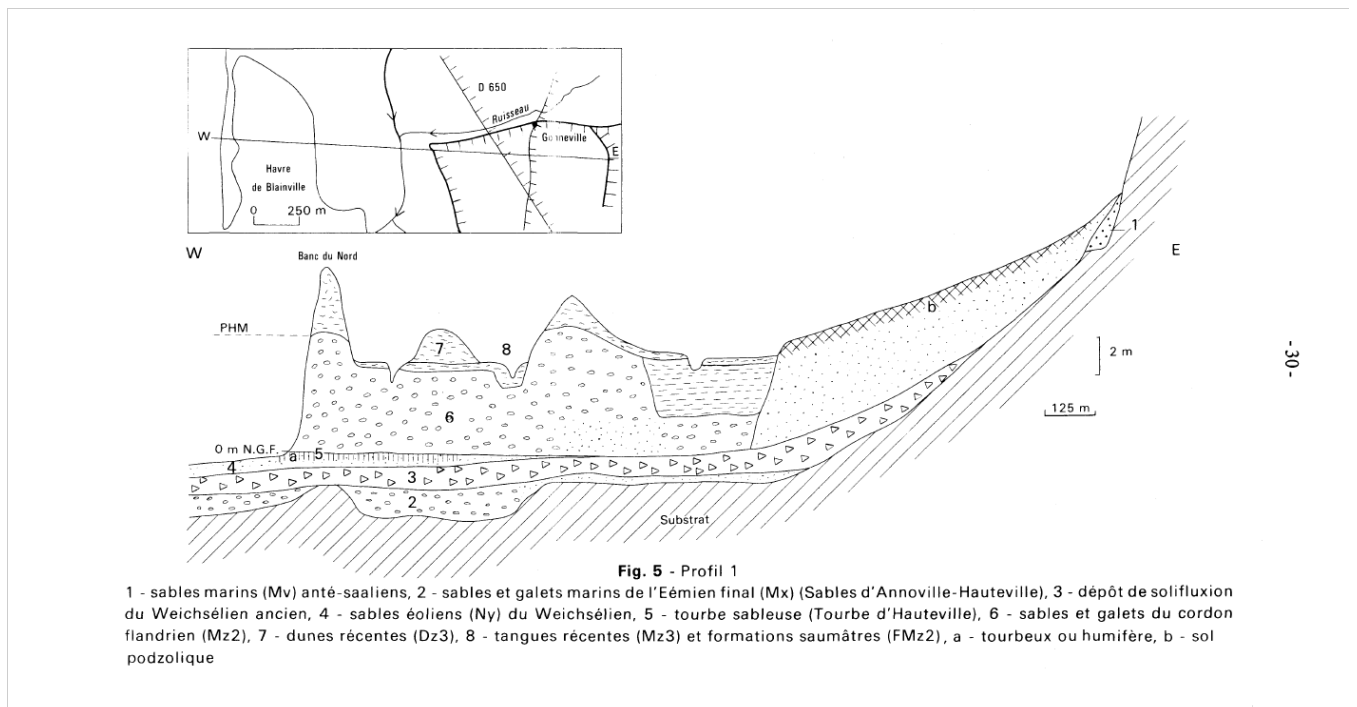 D 650
Ruisseau
W
Gonneville
E
Havre
de Blainville
0 250 m
W
Banc du Nord
1
E
b
PHM
7
8
2 m
-30-
6
125 m
0 m N.G.F.
a
5
4
3
2
Substrat
Fig. 5 - Profil 1
1 - sables marins (Mv) anté-saaliens, 2 - sables et galets marins de l'Eémien final (Mx) (Sables d'Annoville-Hauteville), 3 - dépôt de solifluxion
du Weichsélien ancien, 4 - sables éoliens (Ny) du Weichsélien, 5 - tourbe sableuse (Tourbe d'Hauteville), 6 - sables et galets du cordon
flandrien (Mz2), 7 - dunes récentes (Dz3), 8 - tangues récentes (Mz3) et formations saumâtres (FMz2), a - tourbeux ou humifère, b - sol
podzolique